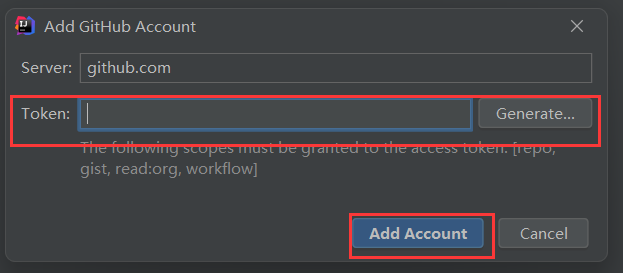 Add GitHub Account
Server: github.com
Token: Generate...
The following scopes must be granted to the access token: [repo,
gist, read:org, workflow]
Add Account Cancel